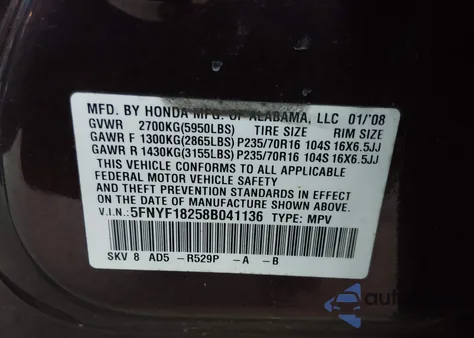 MFD. BY HONDA MFG. OF ALABAMA, LLC 01/'08
GVWR 2700KG(5950LBS) TIRE SIZE RIM SIZE
GAWR F 1300KG(2865LBS) P235/70R16 104S 16X6.5JJ
GAWR R 1430KG(3155LBS) P235/70R16 104S 16X6.5JJ
THIS VEHICLE CONFORMS TO ALL APPLICABLE
FEDERAL MOTOR VEHICLE SAFETY
STANDARDS IN EFFECT
ON THE DATE OF MANUFACTURE SHOWN ABOVE.
V.I.N.: 5FNYF18258B041136 TYPE: MPV
SKV 8 AD5 -R529P -A -B